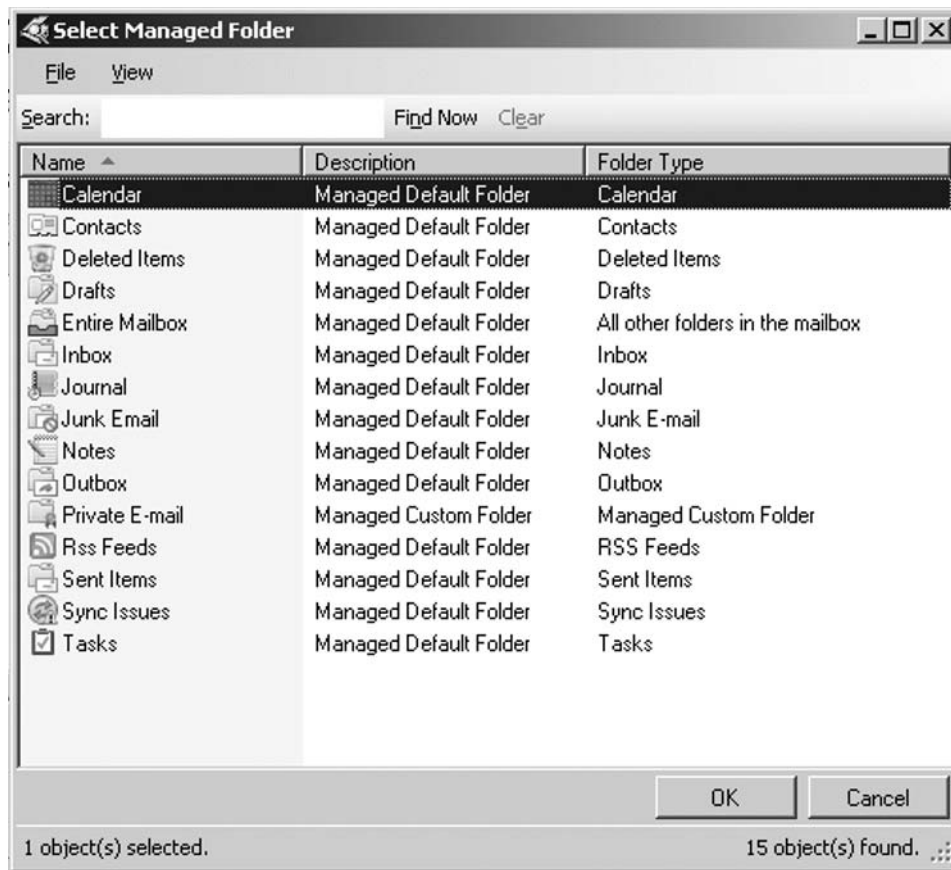 Select Managed Folder
File View
Search: Find Now Clear
Name Description Folder Type
Calendar Managed Default Folder Calendar
Contacts Managed Default Folder Contacts
Deleted Items Managed Default Folder Deleted Items
Drafts Managed Default Folder Drafts
Entire Mailbox Managed Default Folder All other folders in the mailbox
Inbox Managed Default Folder Inbox
Journal Managed Default Folder Journal
Junk Email Managed Default Folder Junk E-mail
Notes Managed Default Folder Notes
Outbox Managed Default Folder Outbox
Private E-mail Managed Custom Folder Managed Custom Folder
Rss Feeds Managed Default Folder RSS Feeds
Sent Items Managed Default Folder Sent Items
Sync Issues Managed Default Folder Sync Issues
Tasks Managed Default Folder Tasks
OK Cancel
1 object(s) selected. 15 object(s) found.